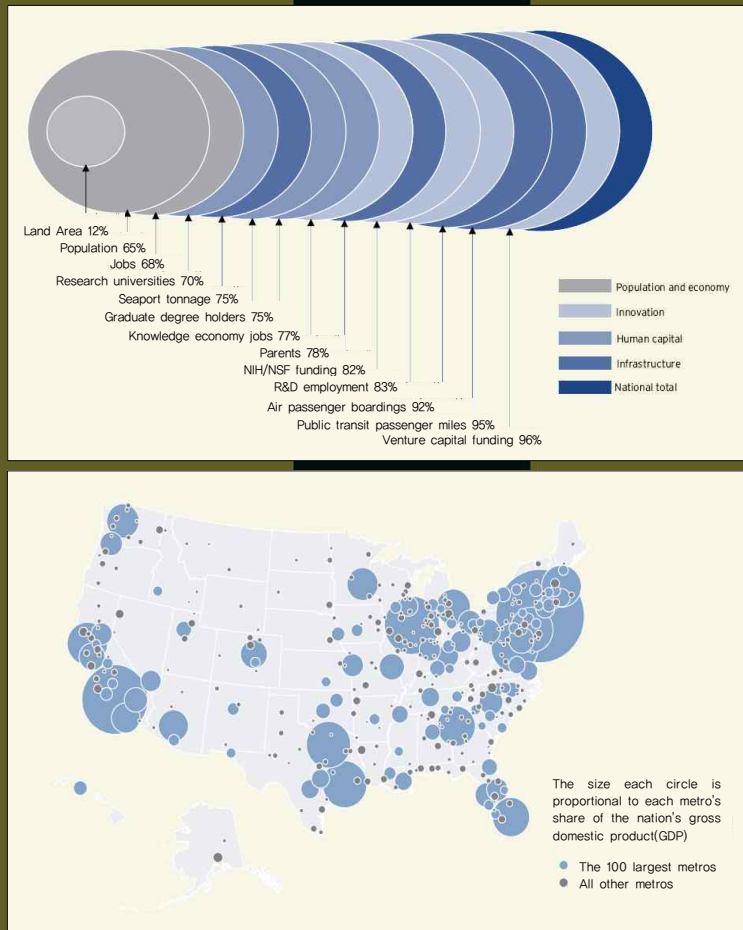 Land Area 12%
Population 65%
Jobs 68%
Research universities 70%
Seaport tonnage 75%
Graduate degree holders 75%
Knowledge economy jobs 77%
Parents 78%
NIH/NSF funding 82%
R&D employment 83%
Air passenger boardings 92%
Public transit passenger miles 95%
Venture capital funding 96%
Population and economy
Innovation
Human capital
Infrastructure
National total
The size each circle is
proportional to each metro's
share of the nation's gross
domestic product(GDP)
The 100 largest metros
All other metros